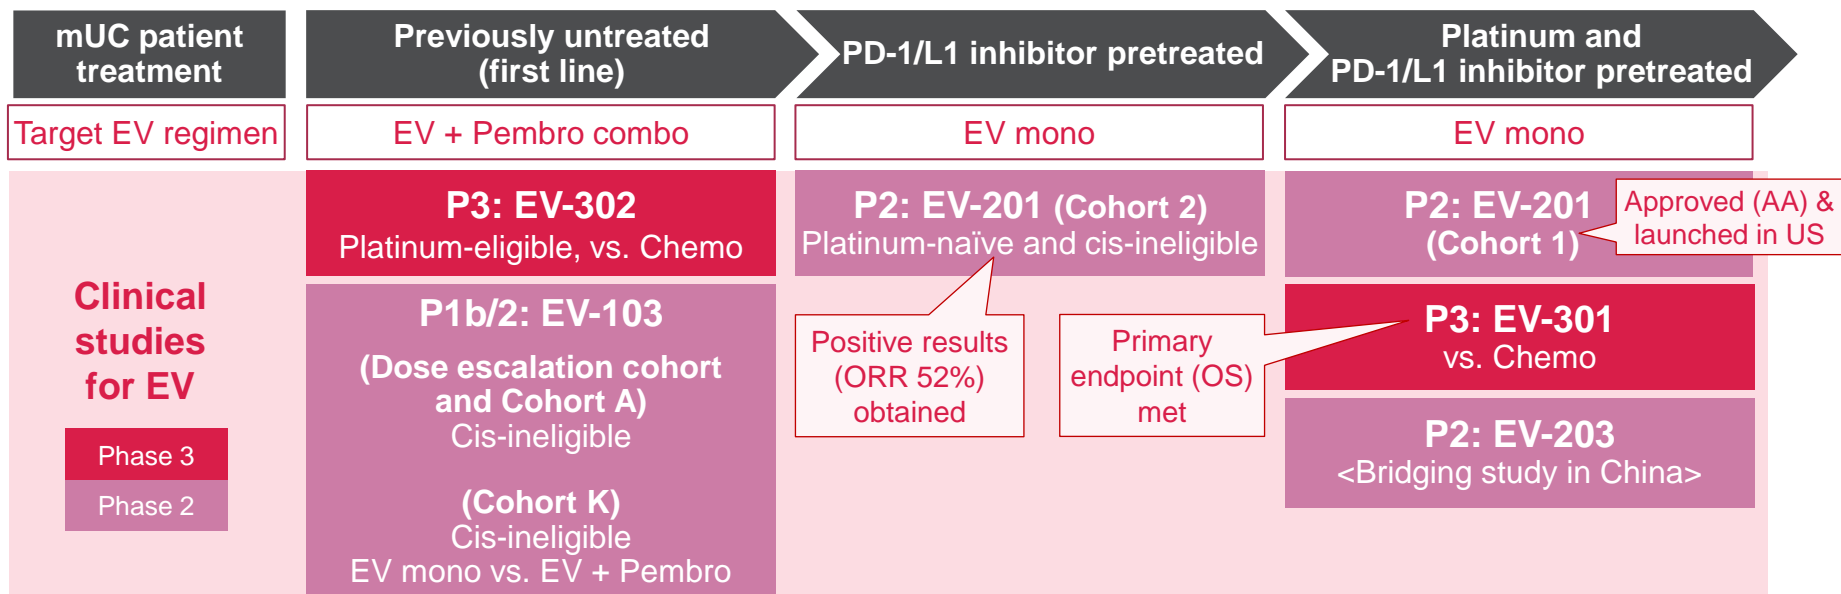 mUC patient
treatment
Previously untreated
(first line)
PD-1/L1 inhibitor pretreated
Platinum and
PD-1/L1 inhibitor pretreated
Target EV regimen
EV + Pembro combo
EV mono
EV mono
Clinical
studies
for EV
Phase 3
Phase 2
P3: EV-302
Platinum-eligible, vs. Chemo
P1b/2: EV-103
(Dose escalation cohort
and Cohort A)
Cis-ineligible
(Cohort K)
Cis-ineligible
EV mono vs. EV + Pembro
P2: EV-201 (Cohort 2)
Platinum-naïve and cis-ineligible
Positive results
(ORR 52%)
obtained
P2: EV-201
(Cohort 1)
Approved (AA) &
launched in US
P3: EV-301
vs. Chemo
Primary
endpoint (OS)
met
P2: EV-203
<Bridging study in China>